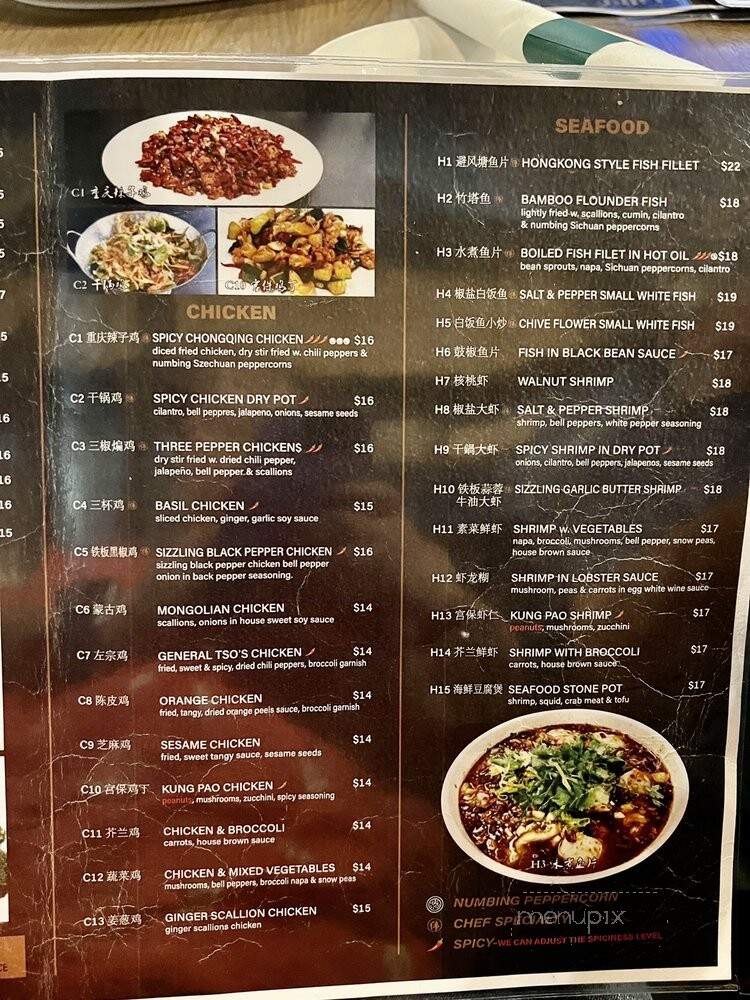 C1 重庆辣子鸡
C2 干锅鸡
C10 宫保鸡丁
CHICKEN
C1 重庆辣子鸡 SPICY CHONGQING CHICKEN $16
diced fried chicken, dry stir fried w. chili peppers &
numbing Szechuan peppercorns
C2 干锅鸡 SPICY CHICKEN DRY POT $16
cilantro, bell peppres, jalapeno, onions, sesame seeds
C3 三椒煸鸡 THREE PEPPER CHICKENS $16
dry stir fried w. dried chili pepper,
jalapeño, bell pepper & scallions
C4 三杯鸡 BASIL CHICKEN $15
sliced chicken, ginger, garlic soy sauce
C5 铁板黑椒鸡 SIZZLING BLACK PEPPER CHICKEN $16
sizzling black pepper chicken bell pepper
onion in back pepper seasoning.
C6 蒙古鸡 MONGOLIAN CHICKEN $14
scallions, onions in house sweet soy sauce
C7 左宗鸡 GENERAL TSO'S CHICKEN $14
fried, sweet & spicy, dried chili peppers, broccoli garnish
C8 陈皮鸡 ORANGE CHICKEN $14
fried, tangy, dried orange peels sauce, broccoli garnish
C9 芝麻鸡 SESAME CHICKEN $14
fried, sweet tangy sauce, sesame seeds
C10 宫保鸡丁 KUNG PAO CHICKEN $14
peanuts, mushrooms, zucchini, spicy seasoning
C11 芥兰鸡 CHICKEN & BROCCOLI $14
carrots, house brown sauce
C12 蔬菜鸡 CHICKEN & MIXED VEGETABLES $14
mushrooms, bell peppers, broccoli napa & snow peas
C13 姜葱鸡 GINGER SCALLION CHICKEN $15
ginger scallions chicken
SEAFOOD
H1 避风塘鱼片 HONGKONG STYLE FISH FILLET $22
H2 竹塔鱼 BAMBOO FLOUNDER FISH $18
lightly fried w. scallions, cumin, cilantro
& numbing Sichuan peppercorns
H3 水煮鱼片 BOILED FISH FILET IN HOT OIL $18
bean sprouts, napa, Sichuan peppercorns, cilantro
H4 椒盐白饭鱼 SALT & PEPPER SMALL WHITE FISH $19
H5 白饭鱼小炒 CHIVE FLOWER SMALL WHITE FISH $19
H6 鼓椒鱼片 FISH IN BLACK BEAN SAUCE $17
H7 核桃虾 WALNUT SHRIMP $18
H8 椒盐大虾 SALT & PEPPER SHRIMP $18
shrimp, bell peppers, white pepper seasoning
H9 干鍋大虾 SPICY SHRIMP IN DRY POT $18
onions, cilantro, bell peppers, jalapenos, sesame seeds
H10 铁板蒜蓉 SIZZLING GARLIC BUTTER SHRIMP $18
牛油大虾
H11 素菜鲜虾 SHRIMP w. VEGETABLES $17
napa, broccoli, mushrooms, bell pepper, snow peas,
house brown sauce
H12 虾龙糊 SHRIMP IN LOBSTER SAUCE $17
mushroom, peas & carrots in egg white wine sauce
H13 宫保虾仁 KUNG PAO SHRIMP $17
peanuts, mushrooms, zucchini
H14 芥兰鲜虾 SHRIMP WITH BROCCOLI $17
carrots, house brown sauce
H15 海鲜豆腐煲 SEAFOOD STONE POT $17
shrimp, squid, crab meat & tofu
H3 水煮鱼片
NUMBING PEPPERCORN
CHEF SPECIAL
menupix
SPICY-WE CAN ADJUST THE SPICINESS LEVEL